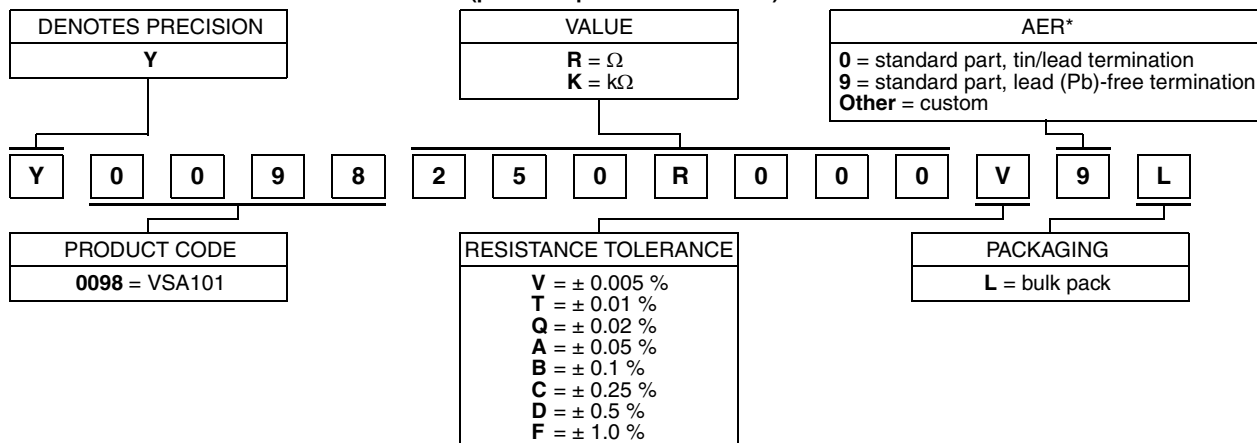 DENOTES PRECISION
Y
VALUE
R = Ω
K = kΩ
AER*
0 = standard part, tin/lead termination
9 = standard part, lead (Pb)-free termination
Other = custom
Y 0 0 9 8 2 5 0 R 0 0 0 V 9 L
PRODUCT CODE
0098 = VSA101
RESISTANCE TOLERANCE
V = ± 0.005 %
T = ± 0.01 %
Q = ± 0.02 %
A = ± 0.05 %
B = ± 0.1 %
C = ± 0.25 %
D = ± 0.5 %
F = ± 1.0 %
PACKAGING
L = bulk pack